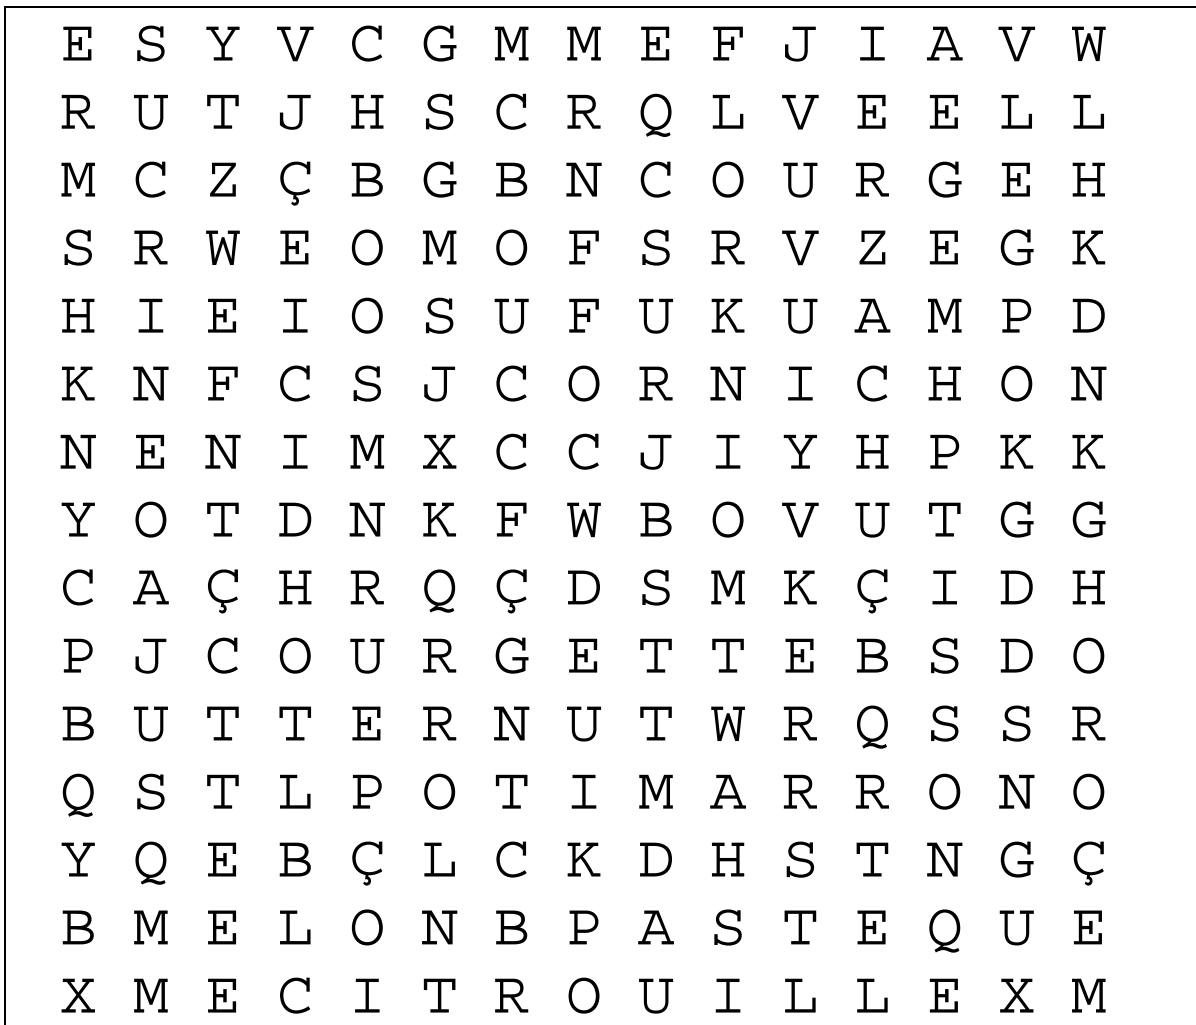 E S Y V C G M M E F J I A V W
R U T J H S C R Q L V E E L L
M C Z Ç B G B N C O U R G E H
S R W E O M O F S R V Z E G K
H I E I O S U F U K U A M P D
K N F C S J C O R N I C H O N
N E N I M X C C J I Y H P K K
Y O T D N K F W B O V U T G G
C A Ç H R Q Ç D S M K Ç I D H
P J C O U R G E T T E B S D O
B U T T E R N U T W R Q S S R
Q S T L P O T I M A R R O N O
Y Q E B Ç L C K D H S T N G Ç
B M E L O N B P A S T E Q U E
X M E C I T R O U I L L E X M